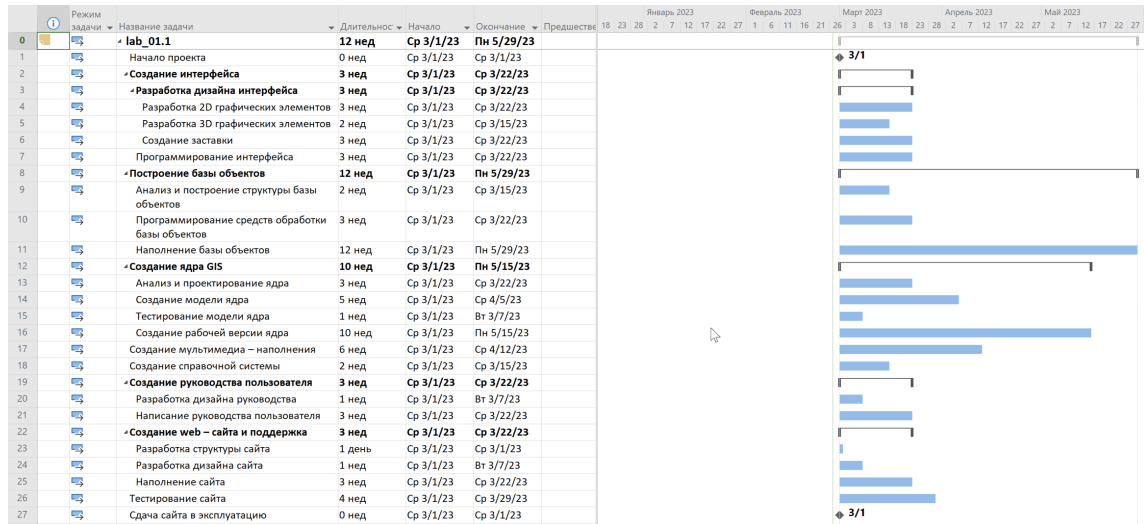 Режим
задачи Название задачи Длительнос Начало Окончание Предшестве
Январь 2023 Февраль 2023 Март 2023 Апрель 2023 Май 2023
18 23 28 2 7 12 17 22 27 1 6 11 16 21 26 3 8 13 18 23 28 2 7 12 17 22 27 2 7 12 17 22 27
0 lab_01.1 12 нед Ср 3/1/23 Пн 5/29/23
1 Начало проекта 0 нед Ср 3/1/23 Ср 3/1/23 3/1
2 Создание интерфейса 3 нед Ср 3/1/23 Ср 3/22/23
3 Разработка дизайна интерфейса 3 нед Ср 3/1/23 Ср 3/22/23
4 Разработка 2D графических элементов 3 нед Ср 3/1/23 Ср 3/22/23
5 Разработка 3D графических элементов 2 нед Ср 3/1/23 Ср 3/15/23
6 Создание заставки 3 нед Ср 3/1/23 Ср 3/22/23
7 Программирование интерфейса 3 нед Ср 3/1/23 Ср 3/22/23
8 Построение базы объектов 12 нед Ср 3/1/23 Пн 5/29/23
9 Анализ и построение структуры базы 2 нед Ср 3/1/23 Ср 3/15/23
объектов
10 Программирование средств обработки 3 нед Ср 3/1/23 Ср 3/22/23
базы объектов
11 Наполнение базы объектов 12 нед Ср 3/1/23 Пн 5/29/23
12 Создание ядра GIS 10 нед Ср 3/1/23 Пн 5/15/23
13 Анализ и проектирование ядра 3 нед Ср 3/1/23 Ср 3/22/23
14 Создание модели ядра 5 нед Ср 3/1/23 Ср 4/5/23
15 Тестирование модели ядра 1 нед Ср 3/1/23 Вт 3/7/23
16 Создание рабочей версии ядра 10 нед Ср 3/1/23 Пн 5/15/23
17 Создание мультимедиа – наполнения 6 нед Ср 3/1/23 Ср 4/12/23
18 Создание справочной системы 2 нед Ср 3/1/23 Ср 3/15/23
19 Создание руководства пользователя 3 нед Ср 3/1/23 Ср 3/22/23
20 Разработка дизайна руководства 1 нед Ср 3/1/23 Вт 3/7/23
21 Написание руководства пользователя 3 нед Ср 3/1/23 Ср 3/22/23
22 Создание web – сайта и поддержка 3 нед Ср 3/1/23 Ср 3/22/23
23 Разработка структуры сайта 1 день Ср 3/1/23 Ср 3/1/23
24 Разработка дизайна сайта 1 нед Ср 3/1/23 Вт 3/7/23
25 Наполнение сайта 3 нед Ср 3/1/23 Ср 3/22/23
26 Тестирование сайта 4 нед Ср 3/1/23 Ср 3/29/23
27 Сдача сайта в эксплуатацию 0 нед Ср 3/1/23 Ср 3/1/23 3/1